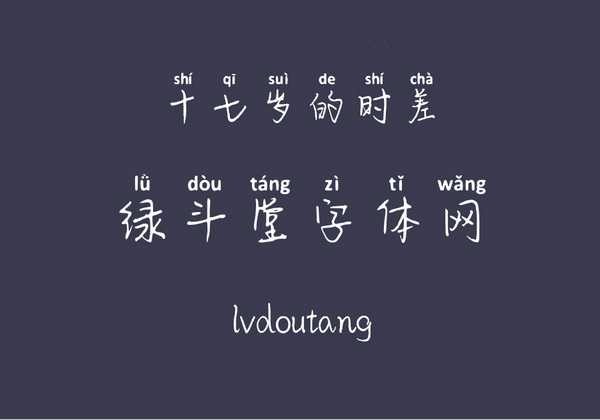 shí qī suì de shí chà
十七岁的时差
lǜ dòu táng zì tǐ wǎng
绿斗堂字体网
lvdoutang